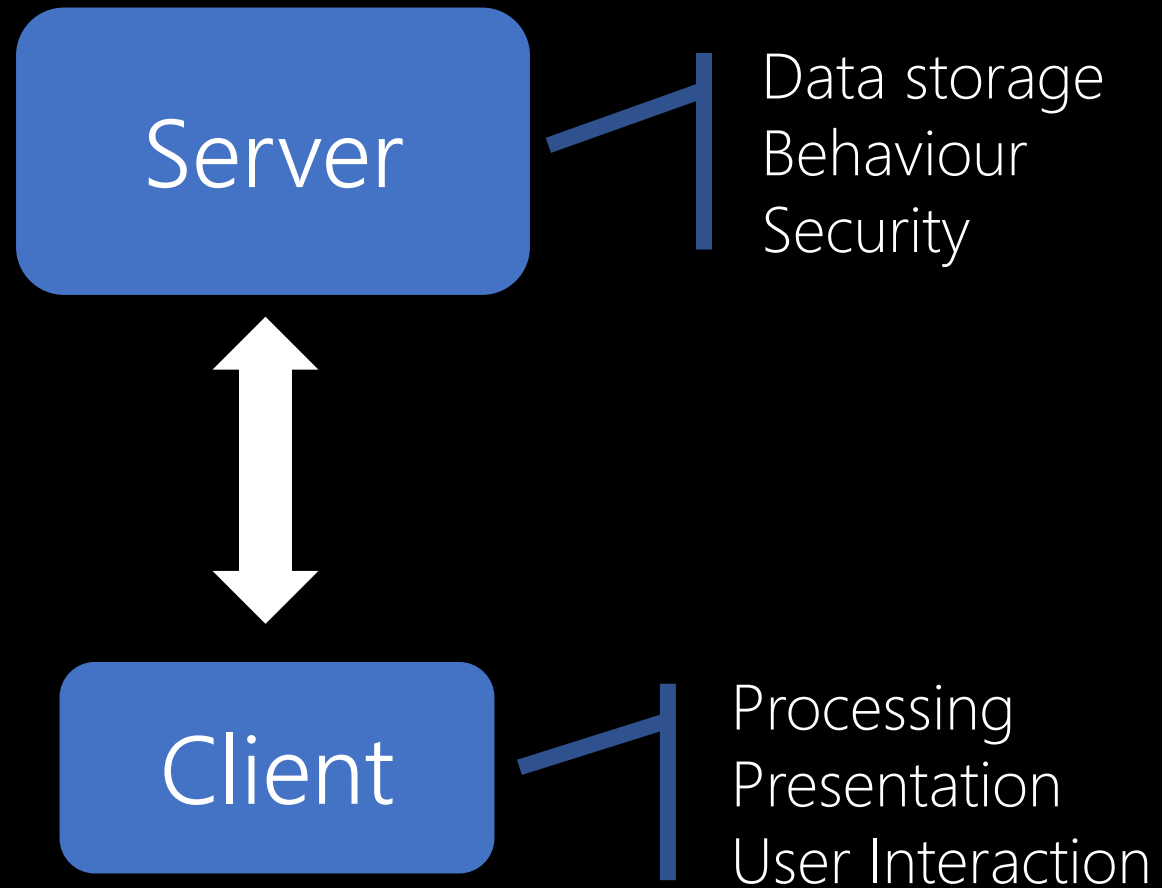 Server
Data storage
Behaviour
Security
Client
Processing
Presentation
User Interaction